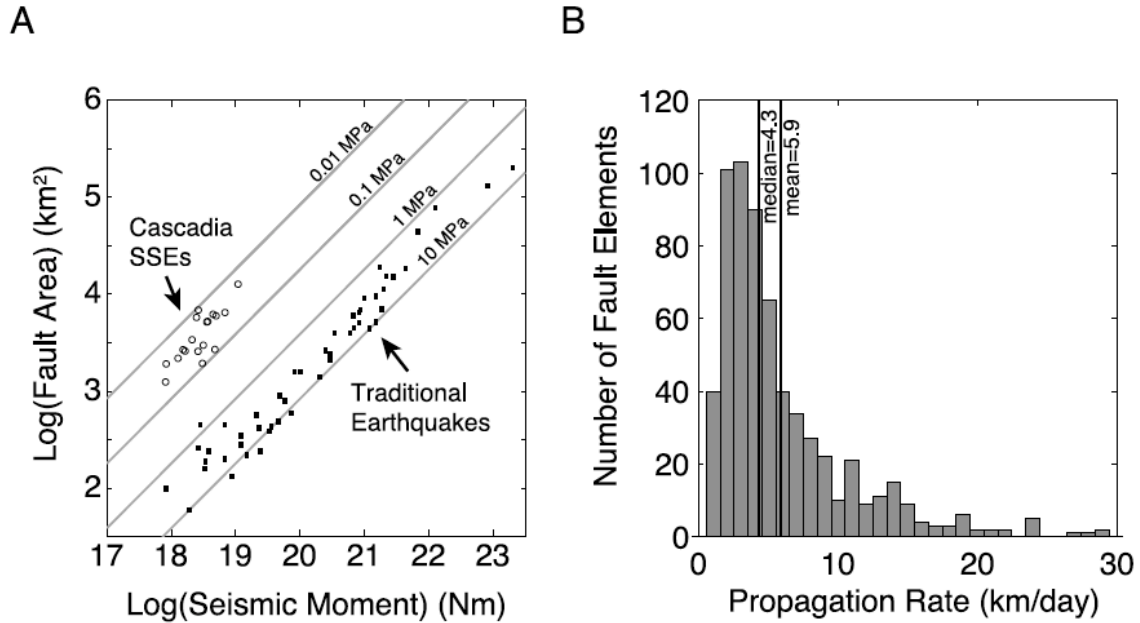 A
Log(Fault Area) (km²)
6
5
4
3
2
17 18 19 20 21 22 23
Log(Seismic Moment) (Nm)
0.01 MPa
0.1 MPa
1 MPa
10 MPa
Cascadia
SSEs
Traditional
Earthquakes
B
Number of Fault Elements
120
100
80
60
40
20
0
0 10 20 30
Propagation Rate (km/day)
median=4.3
mean=5.9